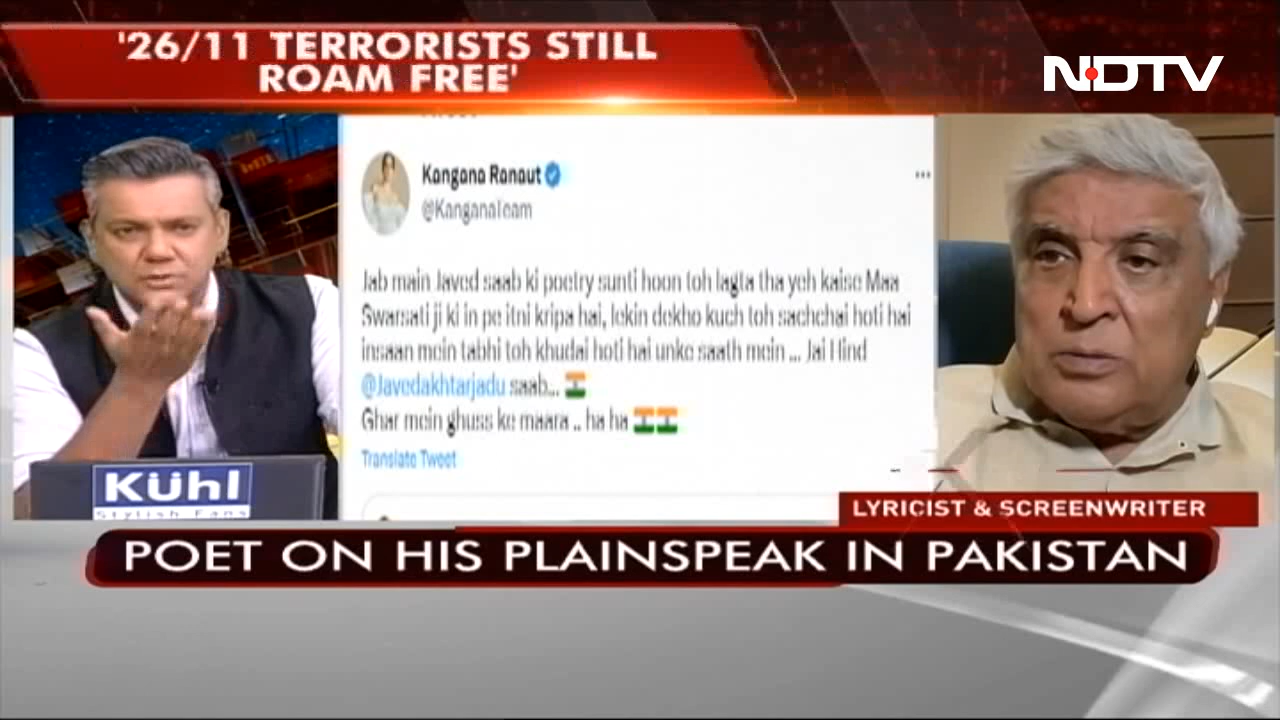 '26/11 TERRORISTS STILL
ROAM FREE'
NDTV
Kangana Ranaut
@KanganaTeam
Jab main Javed saab ki poetry sunti hoon toh lagta tha yeh kaise Maa
Swarsati ji ki in pe itni kripa hai, lekin dekho kuch toh sachchai hoti hai
insaan mein tabhi toh khudai hoti hai unke saath mein ... Jai Hind
@Javedakhtarjadu saab...
Ghar mein ghuss ke maara .. ha ha
Translate Tweet
Kühl
Stylish Fans
LYRICIST & SCREENWRITER
POET ON HIS PLAINSPEAK IN PAKISTAN